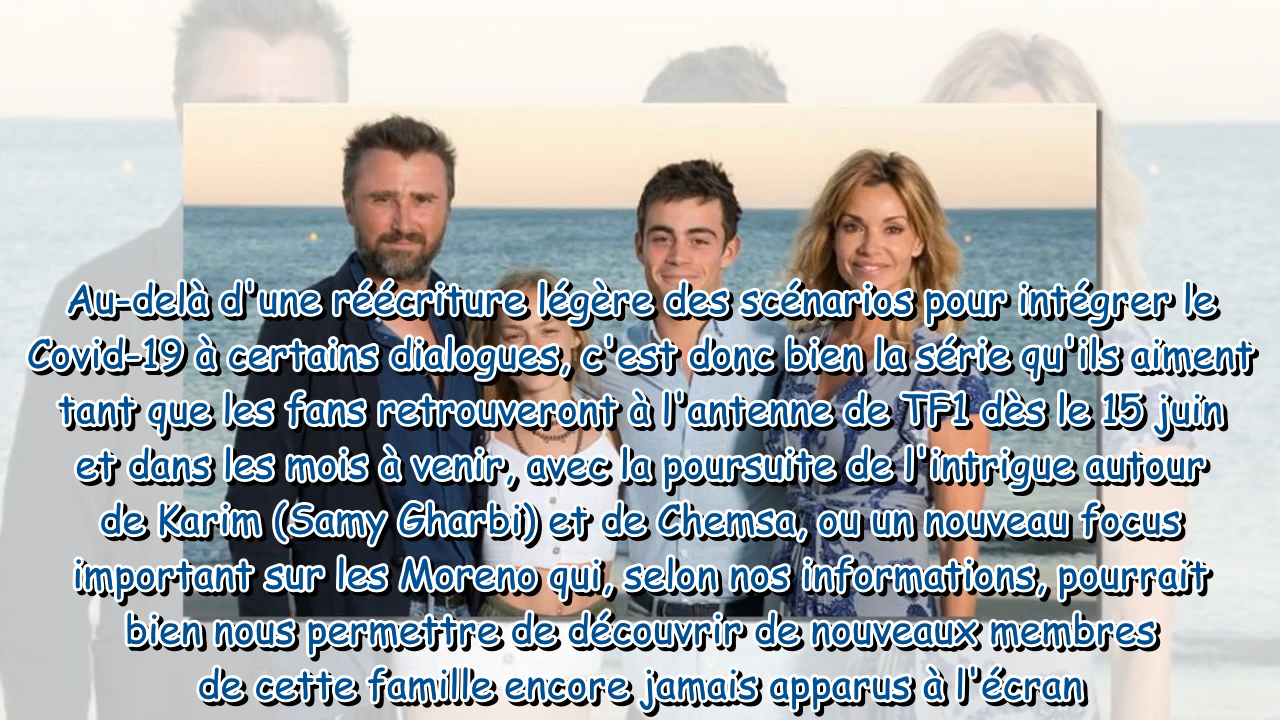 Au-delà d'une réécriture légère des scénarios pour intégrer le
Covid-19 à certains dialogues, c'est donc bien la série qu'ils aiment
tant que les fans retrouveront à l'antenne de TF1 dès le 15 juin
et dans les mois à venir, avec la poursuite de l'intrigue autour
de Karim (Samy Gharbi) et de Chemsa, ou un nouveau focus
important sur les Moreno qui, selon nos informations, pourrait
bien nous permettre de découvrir de nouveaux membres
de cette famille encore jamais apparus à l'écran